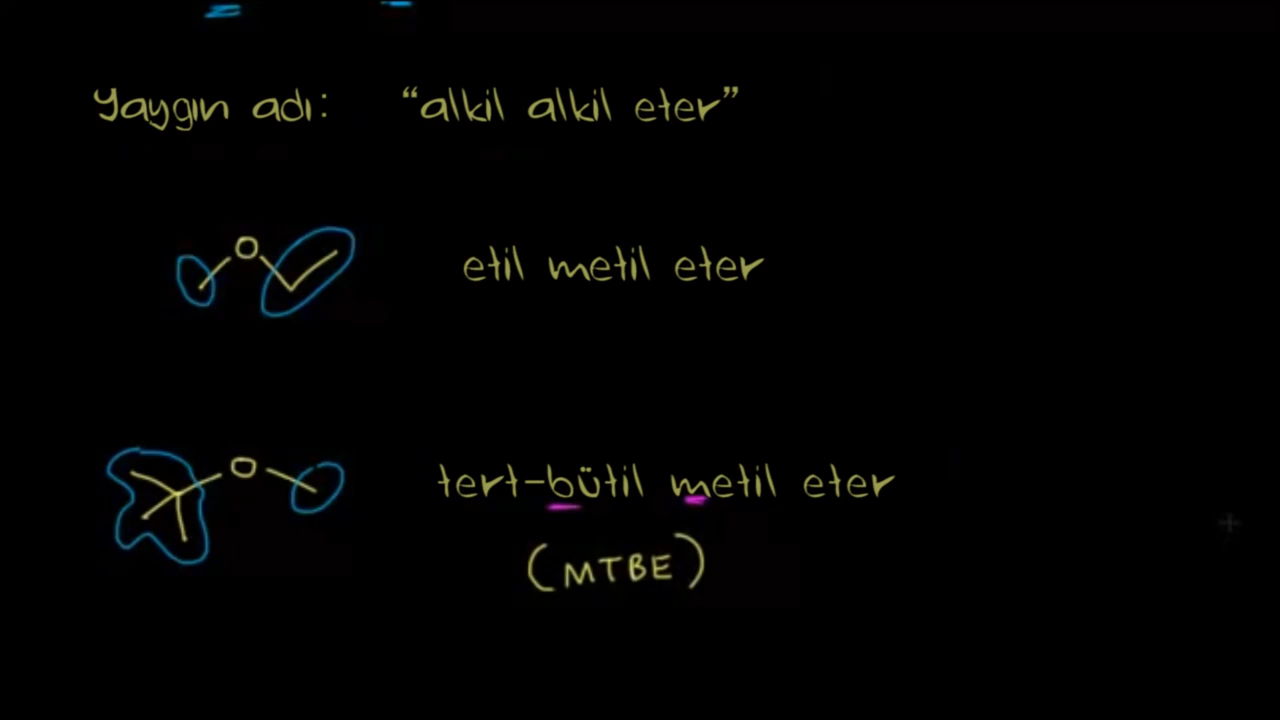 Yaygın adı: “alkil alkil eter”
O
etil metil eter
O
tert-bütil metil eter
(MTBE)